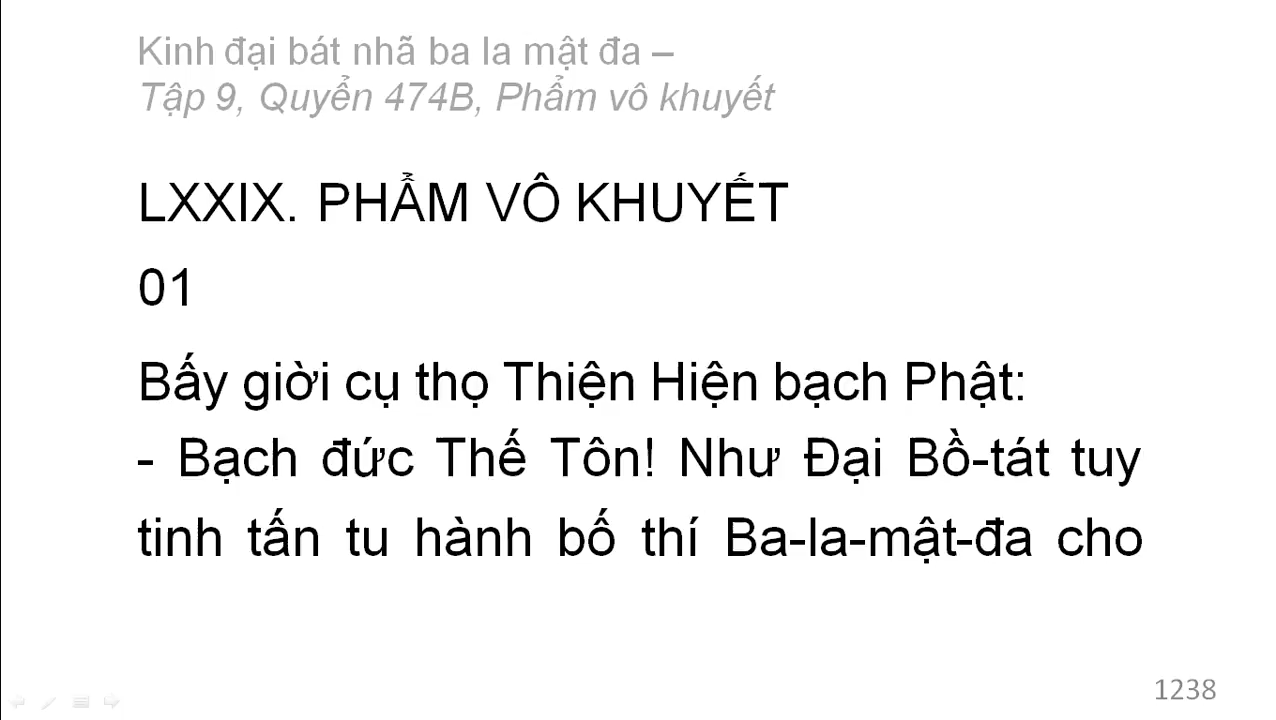 Kinh đại bát nhã ba la mật đa –
Tập 9, Quyển 474B, Phẩm vô khuyết
LXXIX. PHẨM VÔ KHUYẾT
01
Bấy giời cụ thọ Thiện Hiện bạch Phật:
- Bạch đức Thế Tôn! Như Đại Bồ-tát tuy
tinh tấn tu hành bố thí Ba-la-mật-đa cho
1238